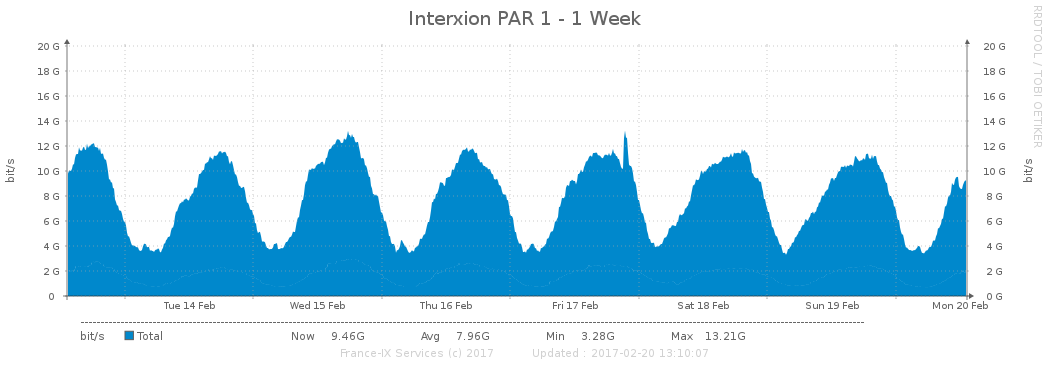 Interxion PAR 1 - 1 Week
RRDTOOL / TOBI OETIKER
bit/s
20 G 20 G
18 G 18 G
16 G 16 G
14 G 14 G
12 G 12 G
10 G 10 G
8 G 8 G
6 G 6 G
4 G 4 G
2 G 2 G
0 0 G
bit/s
Tue 14 Feb Wed 15 Feb Thu 16 Feb Fri 17 Feb Sat 18 Feb Sun 19 Feb Mon 20 Feb
bit/s Total Now 9.46G Avg 7.96G Min 3.28G Max 13.21G
France-IX Services (c) 2017 Updated : 2017-02-20 13:10:07